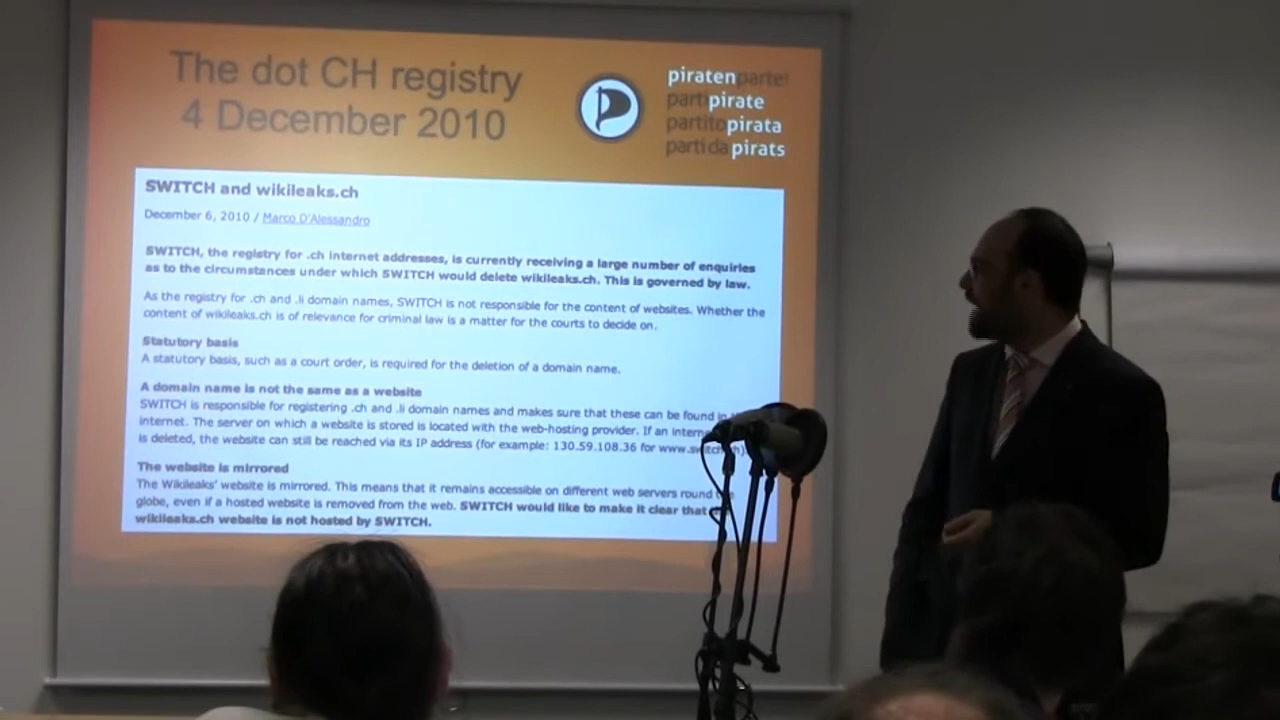 The dot CH registry
4 December 2010
piratenpartei
partipirate
partitopirata
partidapirats
SWITCH and wikileaks.ch
December 6, 2010 / Marco D'Alessandro
SWITCH, the registry for .ch internet addresses, is currently receiving a large number of enquiries
as to the circumstances under which SWITCH would delete wikileaks.ch. This is governed by law.
As the registry for .ch and .li domain names, SWITCH is not responsible for the content of websites. Whether the
content of wikileaks.ch is of relevance for criminal law is a matter for the courts to decide on.
Statutory basis
A statutory basis, such as a court order, is required for the deletion of a domain name.
A domain name is not the same as a website
SWITCH is responsible for registering .ch and .li domain names and makes sure that these can be found in
internet. The server on which a website is stored is located with the web-hosting provider. If an
is deleted, the website can still be reached via its IP address (for example: 130.59.108.36 for www.switch.ch).
The website is mirrored
The Wikileaks' website is mirrored. This means that it remains accessible on different web servers round
globe, even if a hosted website is removed from the web. SWITCH would like to make it clear that
wikileaks.ch website is not hosted by SWITCH.